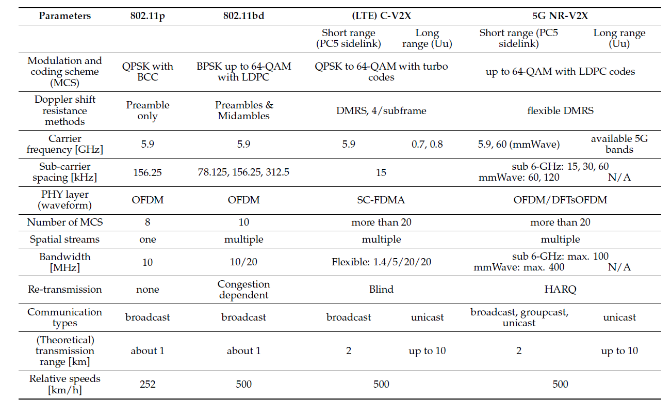 Parameters 802.11p 802.11bd (LTE) C-V2X 5G NR-V2X
Short range (PC5 sidelink) Long range (Uu) Short range (PC5 sidelink) Long range (Uu)
Modulation and coding scheme (MCS) QPSK with BCC BPSK up to 64-QAM with LDPC QPSK to 64-QAM with turbo codes up to 64-QAM with LDPC codes
Doppler shift resistance methods Preamble only Preambles & Midambles DMRS, 4/subframe flexible DMRS
Carrier frequency [GHz] 5.9 5.9 5.9 0.7, 0.8 5.9, 60 (mmWave) available 5G bands
Sub-carrier spacing [kHz] 156.25 78.125, 156.25, 312.5 15 sub 6-GHz: 15, 30, 60 mmWave: 60, 120 N/A
PHY layer (waveform) OFDM OFDM SC-FDMA OFDM/DFTsOFDM
Number of MCS 8 10 more than 20 more than 20
Spatial streams one multiple multiple multiple
Bandwidth [MHz] 10 10/20 Flexible: 1.4/5/20/20 sub 6-GHz: max. 100 mmWave: max. 400 N/A
Re-transmission none Congestion dependent Blind HARQ
Communication types broadcast broadcast broadcast unicast broadcast, groupcast, unicast unicast
(Theoretical) transmission range [km] about 1 about 1 2 up to 10 2 up to 10
Relative speeds [km/h] 252 500 500 500